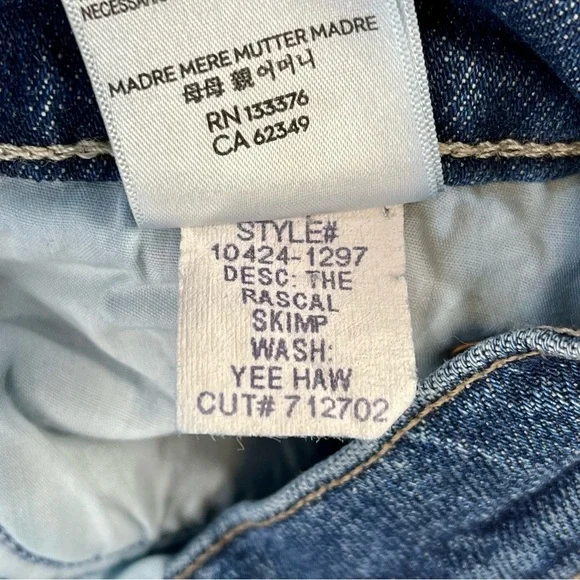 MADRE MERE MUTTER MADRE
母母 親 어머니
RN 133376
CA 62349
STYLE#
10424-1297
DESC: THE
RASCAL
SKIMP
WASH:
YEE HAW
CUT# 712702